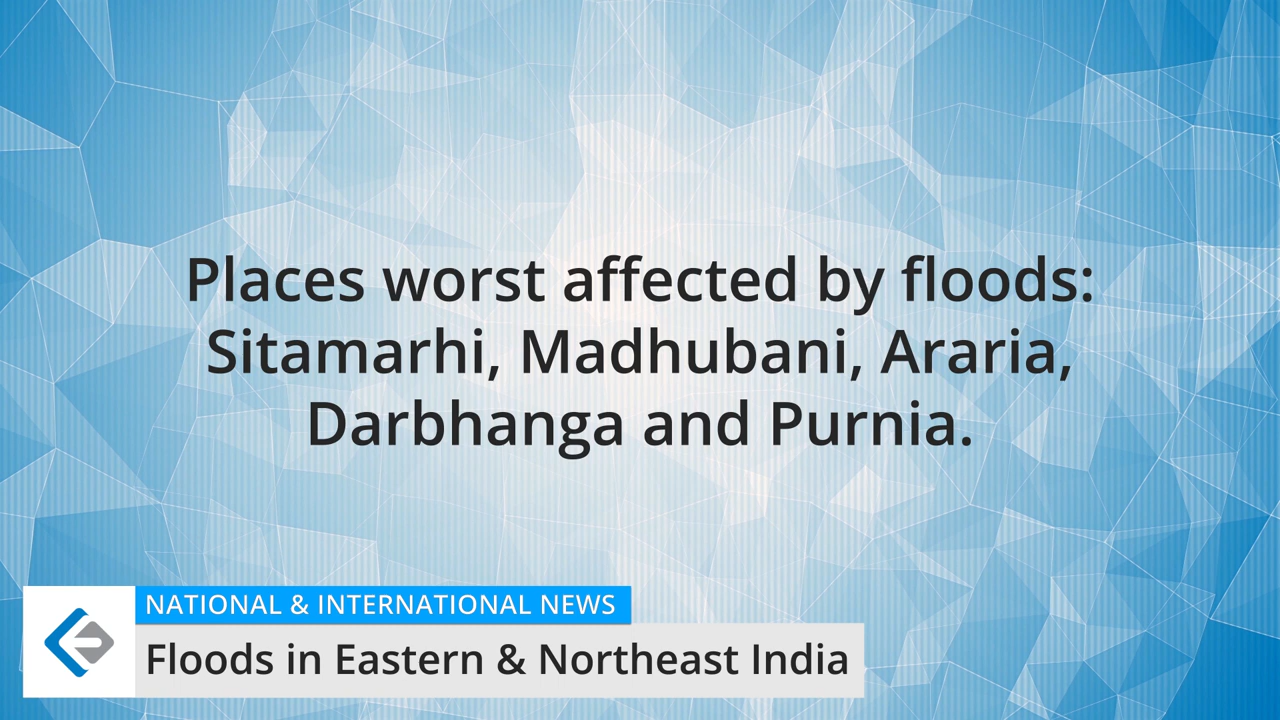 Places worst affected by floods:
Sitamarhi, Madhubani, Araria,
Darbhanga and Purnia.
NATIONAL & INTERNATIONAL NEWS
Floods in Eastern & Northeast India